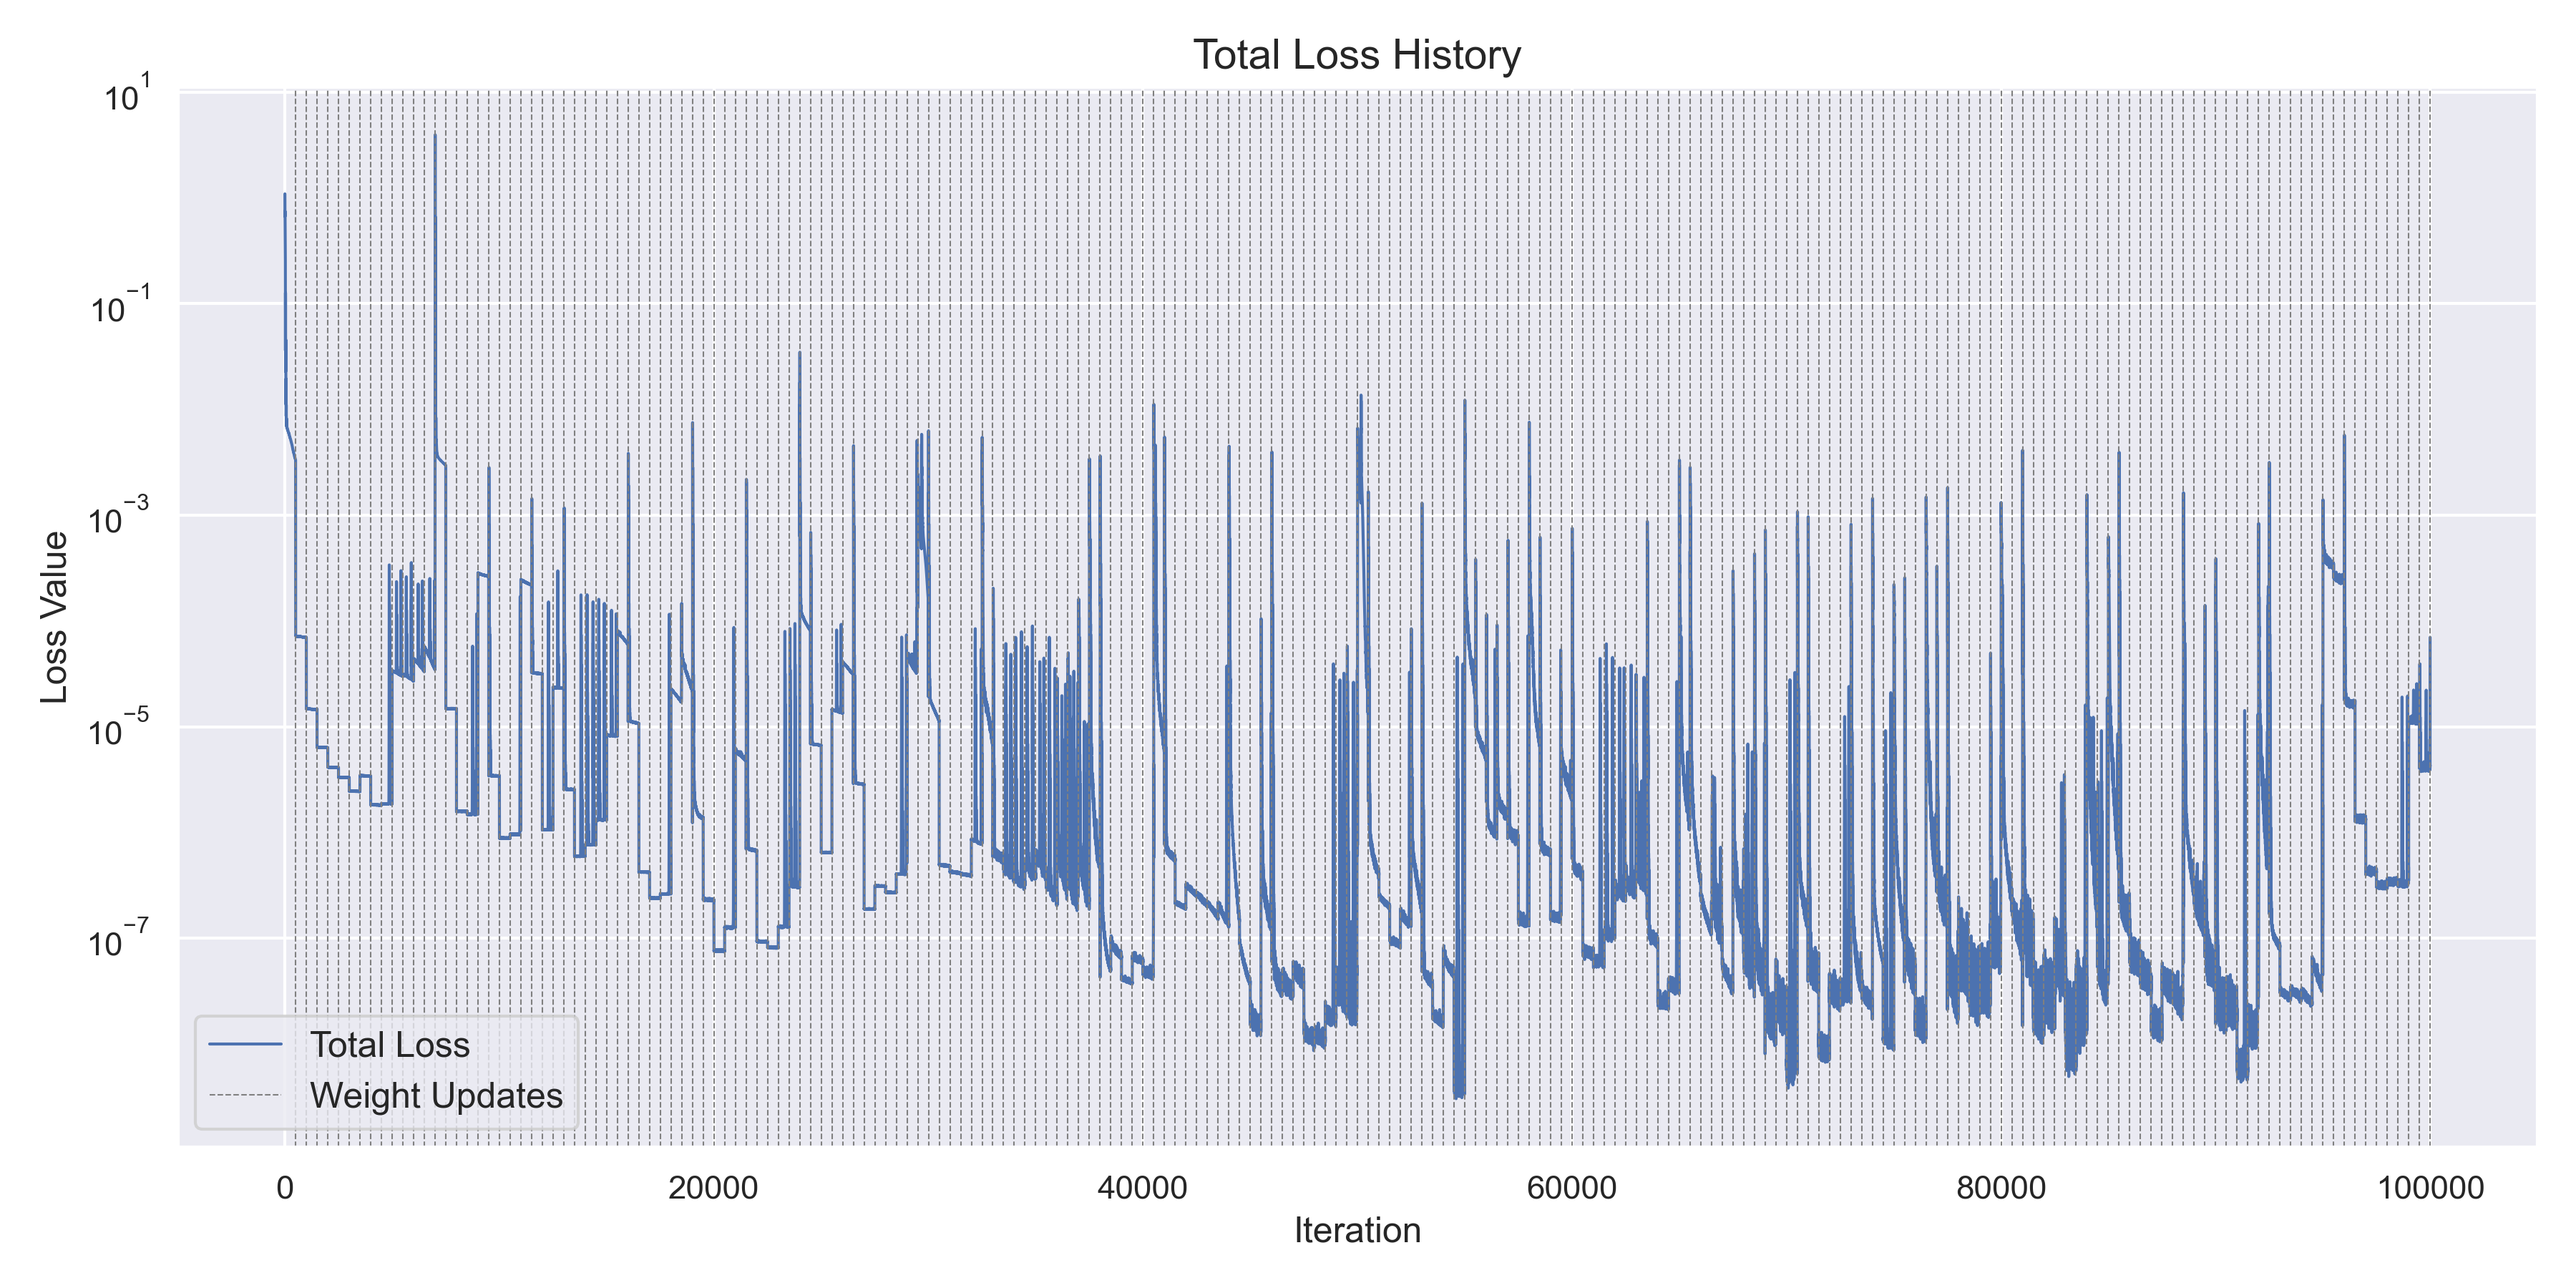 Total Loss History
Loss Value
10^1
10^−1
10^−3
10^−5
10^−7
Total Loss
Weight Updates
0 20000 40000 60000 80000 100000
Iteration